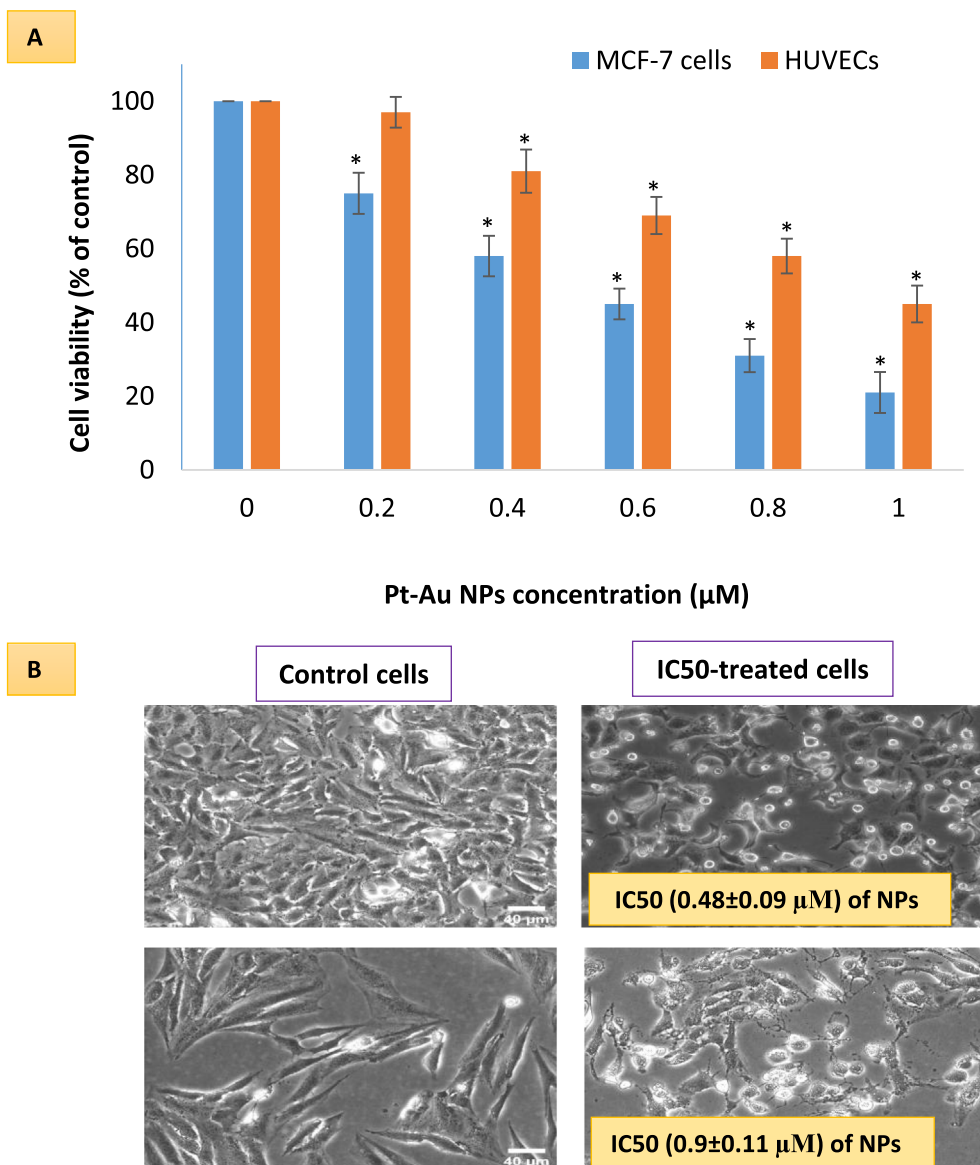 A
MCF-7 cells HUVECs
Cell viability (% of control)
100
80
60
40
20
0
* * * * * * * * *
0 0.2 0.4 0.6 0.8 1
Pt-Au NPs concentration (µM)
B
Control cells
IC50-treated cells
40 µm
IC50 (0.48±0.09 µM) of NPs
40 µm
IC50 (0.9±0.11 µM) of NPs